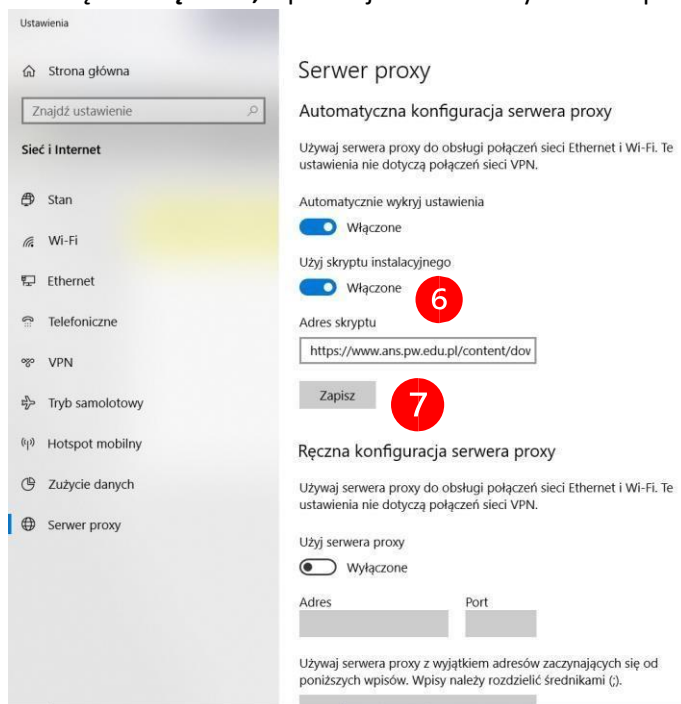 Ustawienia
Strona główna
Znajdź ustawienie
Sieć i Internet
Stan
Wi-Fi
Ethernet
Telefoniczne
VPN
Tryb samolotowy
Hotspot mobilny
Zużycie danych
Serwer proxy
Serwer proxy
Automatyczna konfiguracja serwera proxy
Używaj serwera proxy do obsługi połączeń sieci Ethernet i Wi-Fi. Te
ustawienia nie dotyczą połączeń sieci VPN.
Automatycznie wykryj ustawienia
Włączone
Użyj skryptu instalacyjnego
Włączone
6
Adres skryptu
https://www.ans.pw.edu.pl/content/dov
Zapisz
7
Ręczna konfiguracja serwera proxy
Używaj serwera proxy do obsługi połączeń sieci Ethernet i Wi-Fi. Te
ustawienia nie dotyczą połączeń sieci VPN.
Użyj serwera proxy
Wyłączone
Adres
Port
Używaj serwera proxy z wyjątkiem adresów zaczynających się od
poniższych wpisów. Wpisy należy rozdzielić średnikami (;).